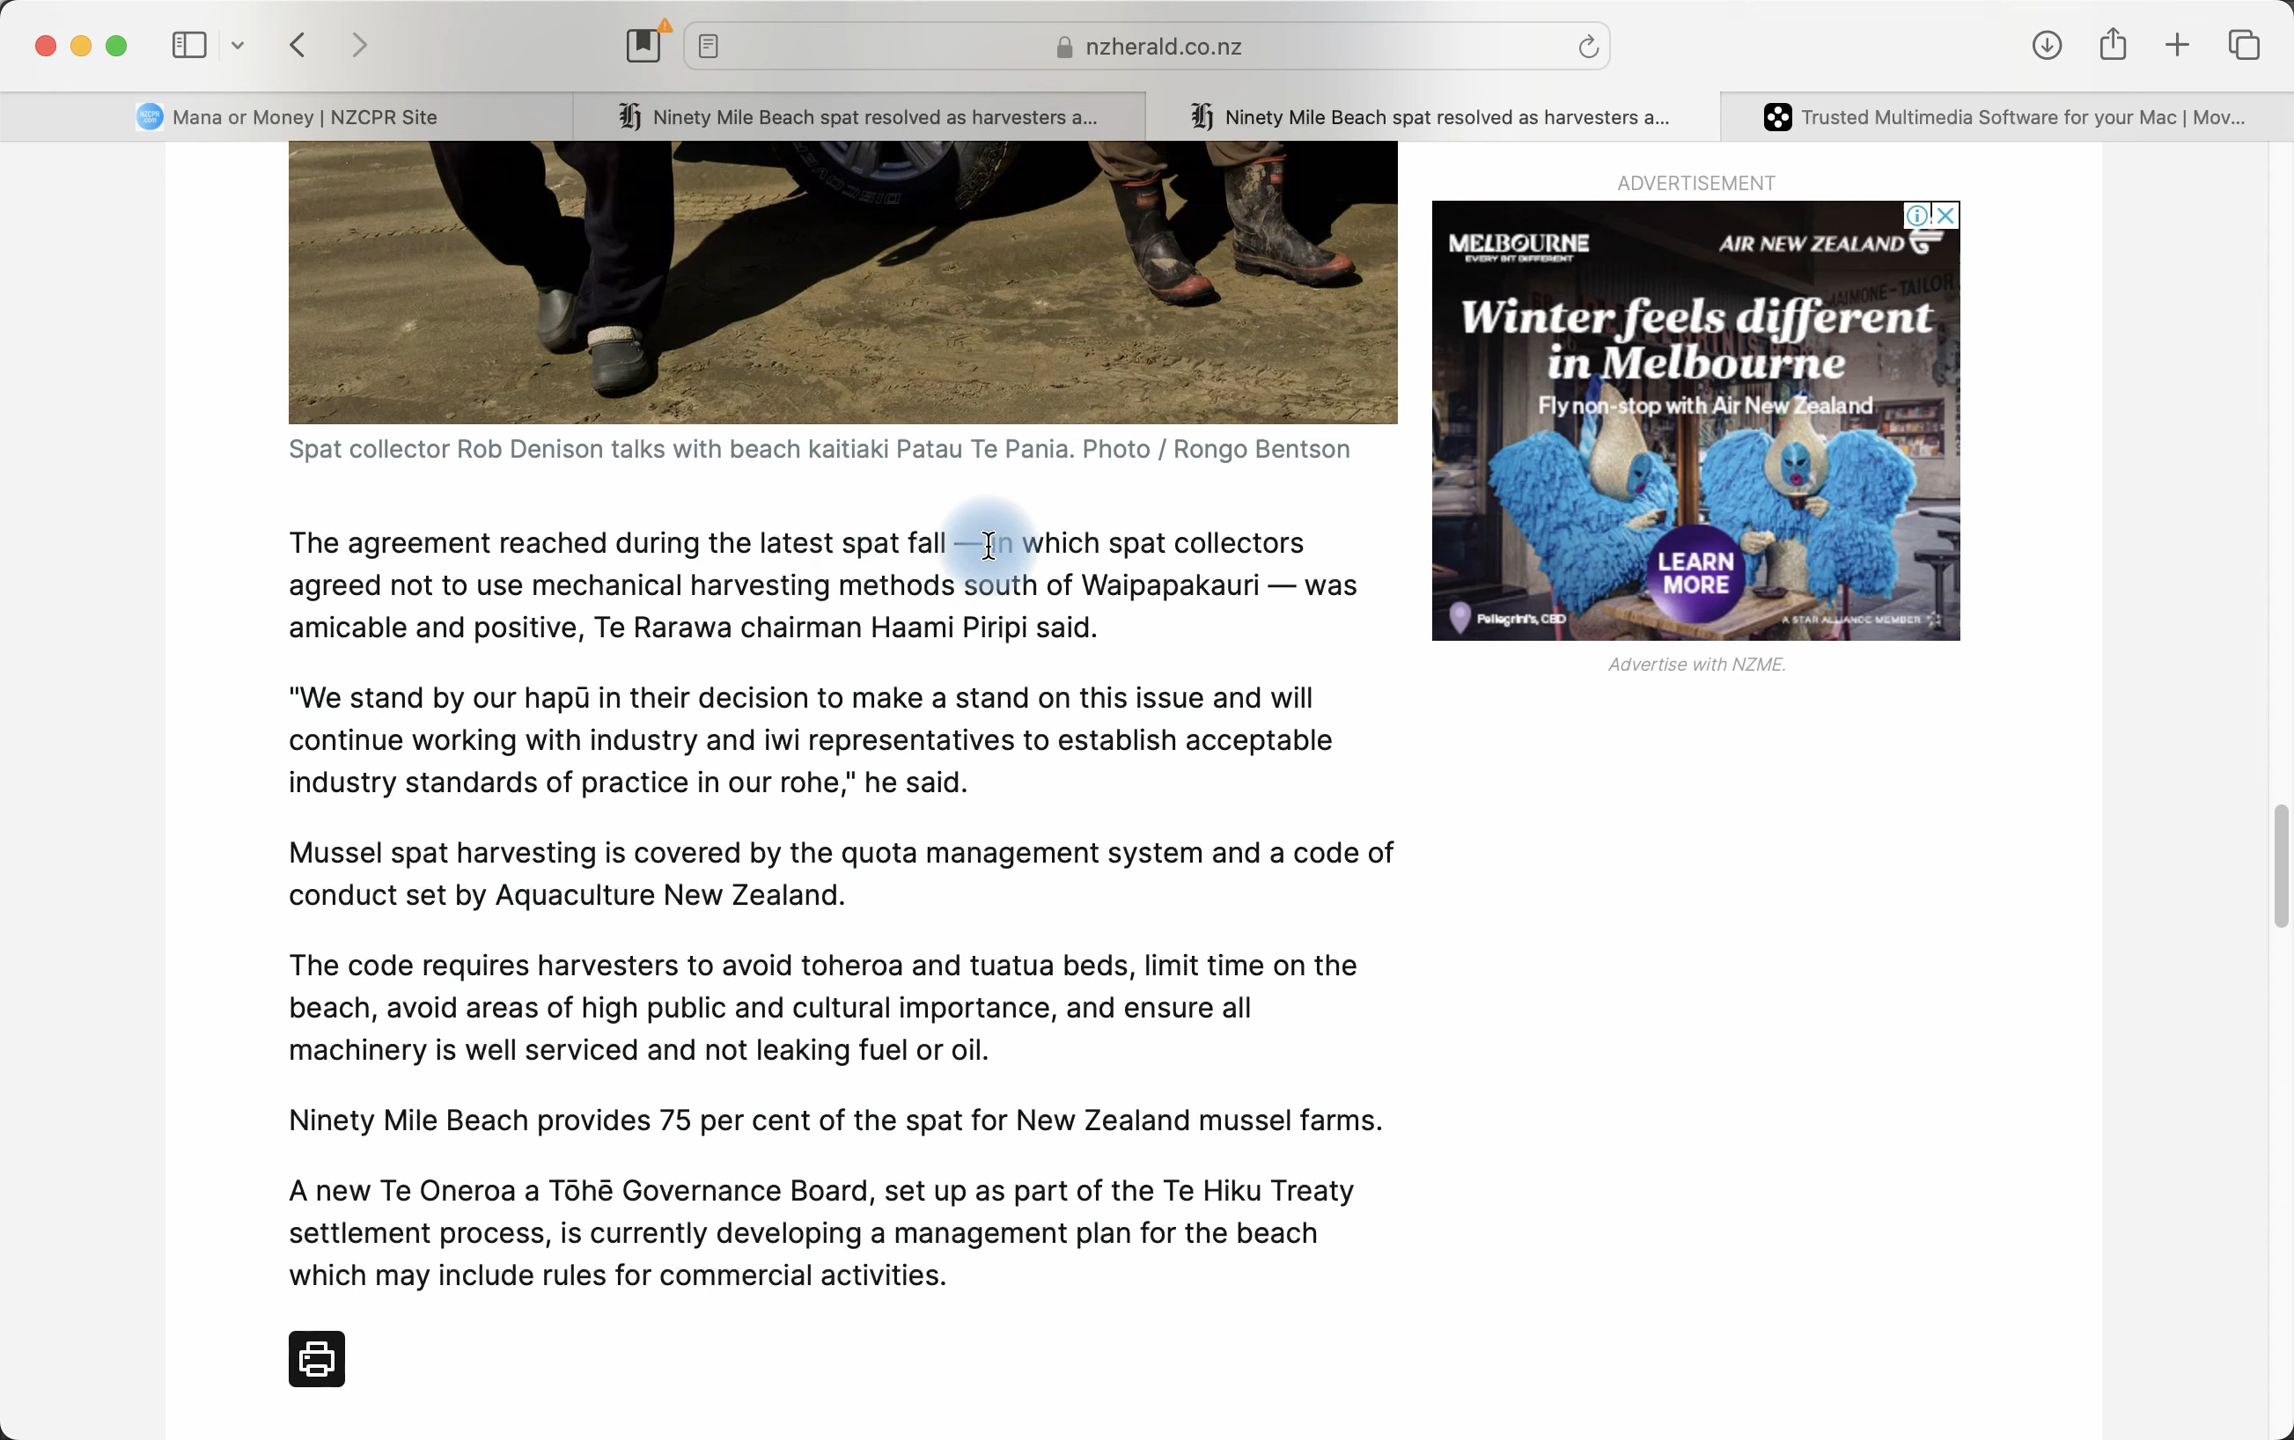 nzherald.co.nz
Mana or Money | NZCPR Site
Ninety Mile Beach spat resolved as harvesters a...
Ninety Mile Beach spat resolved as harvesters a...
Trusted Multimedia Software for your Mac | Mov...
ADVERTISEMENT
MELBOURNE
EVERY BIT DIFFERENT
AIR NEW ZEALAND
Winter feels different
in Melbourne
Fly non-stop with Air New Zealand
LEARN
MORE
Pellegrini's, CBD
A STAR ALLIANCE MEMBER
Advertise with NZME.
Spat collector Rob Denison talks with beach kaitiaki Patau Te Pania. Photo / Rongo Bentson
The agreement reached during the latest spat fall — in which spat collectors
agreed not to use mechanical harvesting methods south of Waipapakauri — was
amicable and positive, Te Rarawa chairman Haami Piripi said.
"We stand by our hapū in their decision to make a stand on this issue and will
continue working with industry and iwi representatives to establish acceptable
industry standards of practice in our rohe," he said.
Mussel spat harvesting is covered by the quota management system and a code of
conduct set by Aquaculture New Zealand.
The code requires harvesters to avoid toheroa and tuatua beds, limit time on the
beach, avoid areas of high public and cultural importance, and ensure all
machinery is well serviced and not leaking fuel or oil.
Ninety Mile Beach provides 75 per cent of the spat for New Zealand mussel farms.
A new Te Oneroa a Tōhē Governance Board, set up as part of the Te Hiku Treaty
settlement process, is currently developing a management plan for the beach
which may include rules for commercial activities.